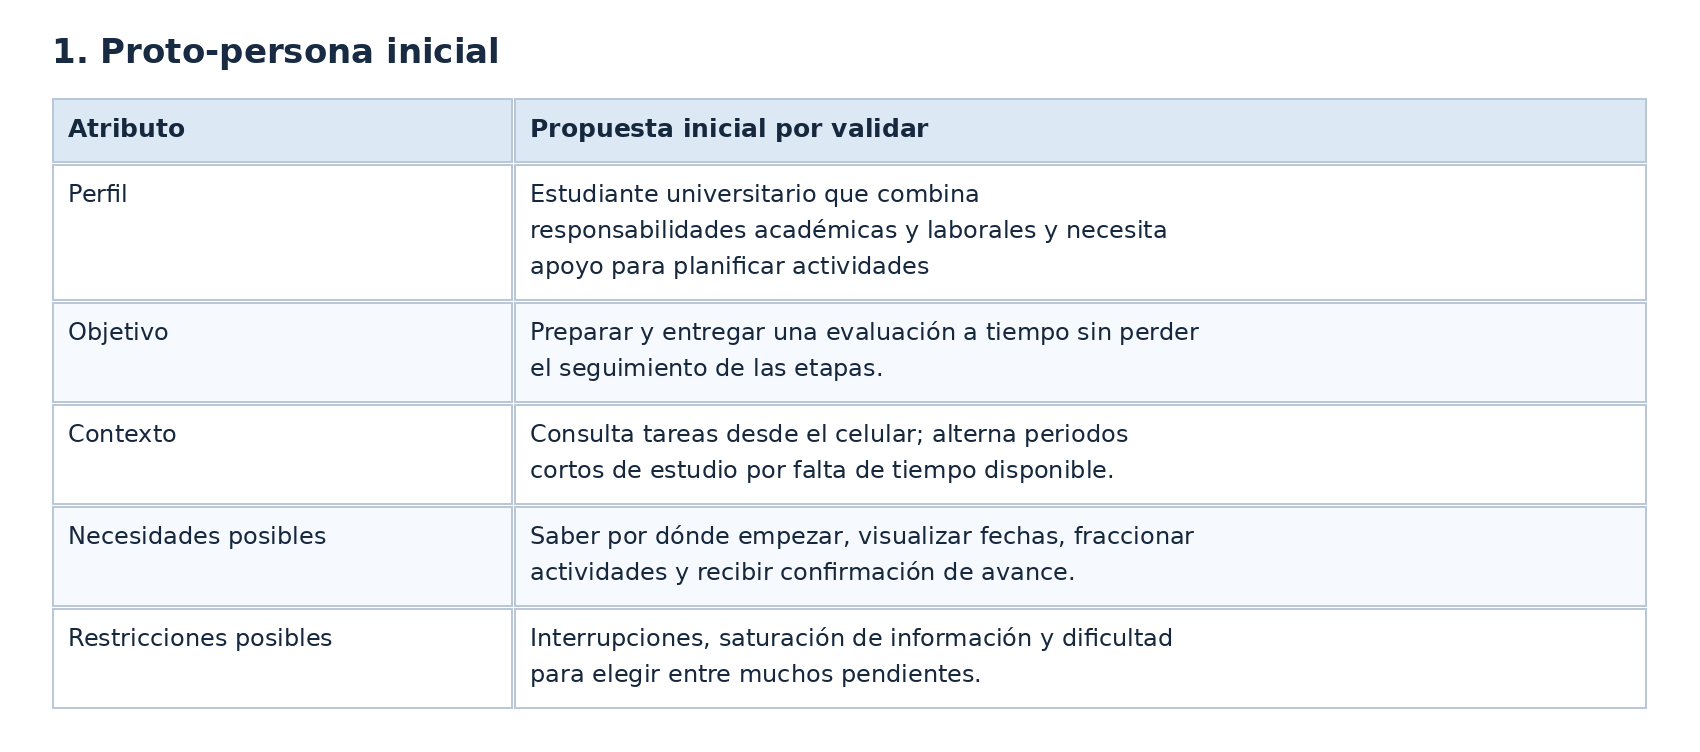 1. Proto-persona inicial
Atributo
Propuesta inicial por validar
Perfil
Estudiante universitario que combina
responsabilidades académicas y laborales y necesita
apoyo para planificar actividades
Objetivo
Preparar y entregar una evaluación a tiempo sin perder
el seguimiento de las etapas.
Contexto
Consulta tareas desde el celular; alterna periodos
cortos de estudio por falta de tiempo disponible.
Necesidades posibles
Saber por dónde empezar, visualizar fechas, fraccionar
actividades y recibir confirmación de avance.
Restricciones posibles
Interrupciones, saturación de información y dificultad
para elegir entre muchos pendientes.